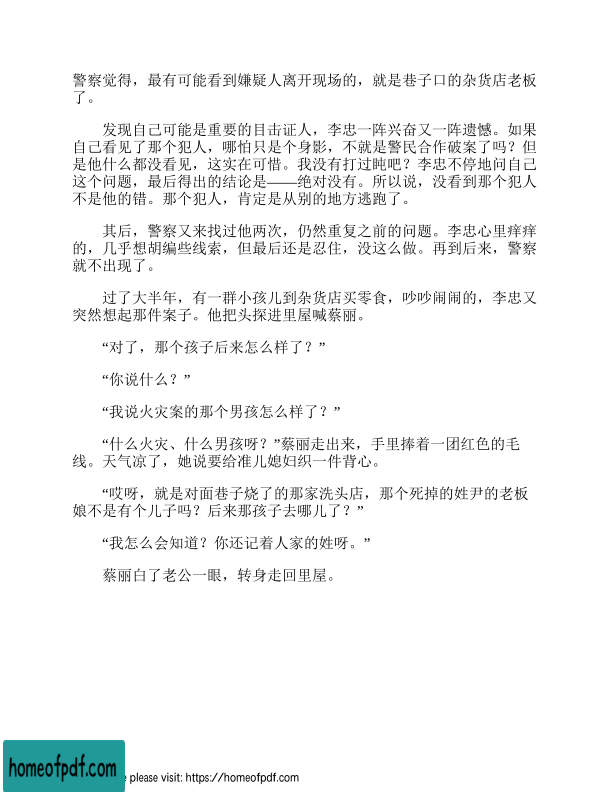 警察觉得，最有可能看到嫌疑人离开现场的，就是巷子口的杂货店老板
了。
发现自己可能是重要的目击证人，李忠一阵兴奋又一阵遗憾。如果
自己看见了那个犯人，哪怕只是个身影，不就是警民合作破案了吗？但
是他什么都没看见，这实在可惜。我没有打过盹吧？李忠不停地问自己
这个问题，最后得出的结论是——绝对没有。所以说，没看到那个犯人
不是他的错。那个犯人，肯定是从别的地方逃跑了。
其后，警察又来找过他两次，仍然重复之前的问题。李忠心里痒痒
的，几乎想胡编些线索，但最后还是忍住，没这么做。再到后来，警察
就不出现了。
过了大半年，有一群小孩儿到杂货店买零食，吵吵闹闹的，李忠又
突然想起那件案子。他把头探进里屋喊蔡丽。
“对了，那个孩子后来怎么样了？”
“你说什么？”
“我说火灾案的那个男孩怎么样了？”
“什么火灾、什么男孩呀？”蔡丽走出来，手里捧着一团红色的毛
线。天气凉了，她说要给准儿媳妇织一件背心。
“哎呀，就是对面巷子烧了的那家洗头店，那个死掉的姓尹的老板
娘不是有个儿子吗？后来那孩子去哪儿了？”
“我怎么会知道？你还记着人家的姓呀。”
蔡丽白了老公一眼，转身走回里屋。
homeofpdf.com
e please visit: https://homeofpdf.com